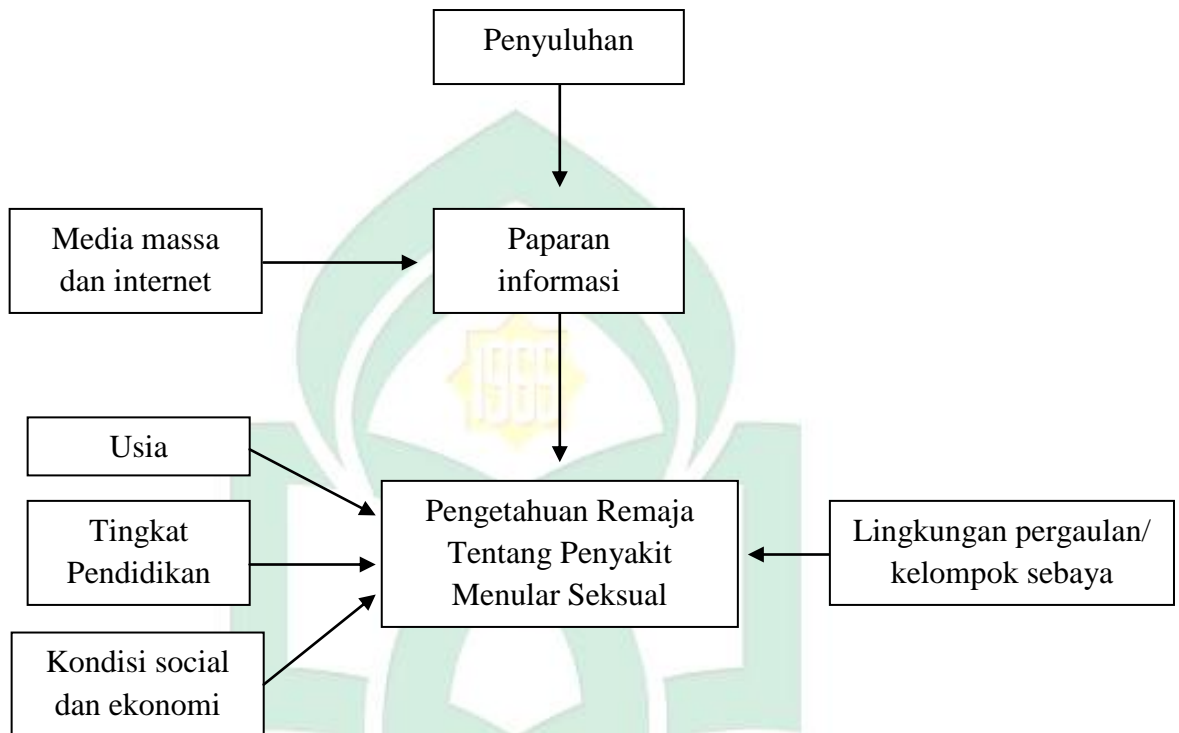 Penyuluhan
Media massa
dan internet
Paparan
informasi
1965
Usia
Tingkat
Pendidikan
Kondisi social
dan ekonomi
Pengetahuan Remaja
Tentang Penyakit
Menular Seksual
Lingkungan pergaulan/
kelompok sebaya